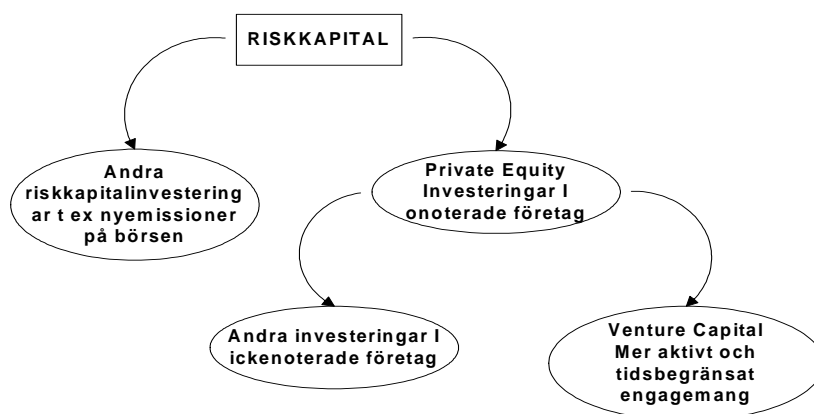 RISKKAPITAL
Andra
riskkapitalinvestering
ar t ex nyemissioner
på börsen
Private Equity
Investeringar I
onoterade företag
Andra investeringar I
ickenoterade företag
Venture Capital
Mer aktivt och
tidsbegränsat
engagemang